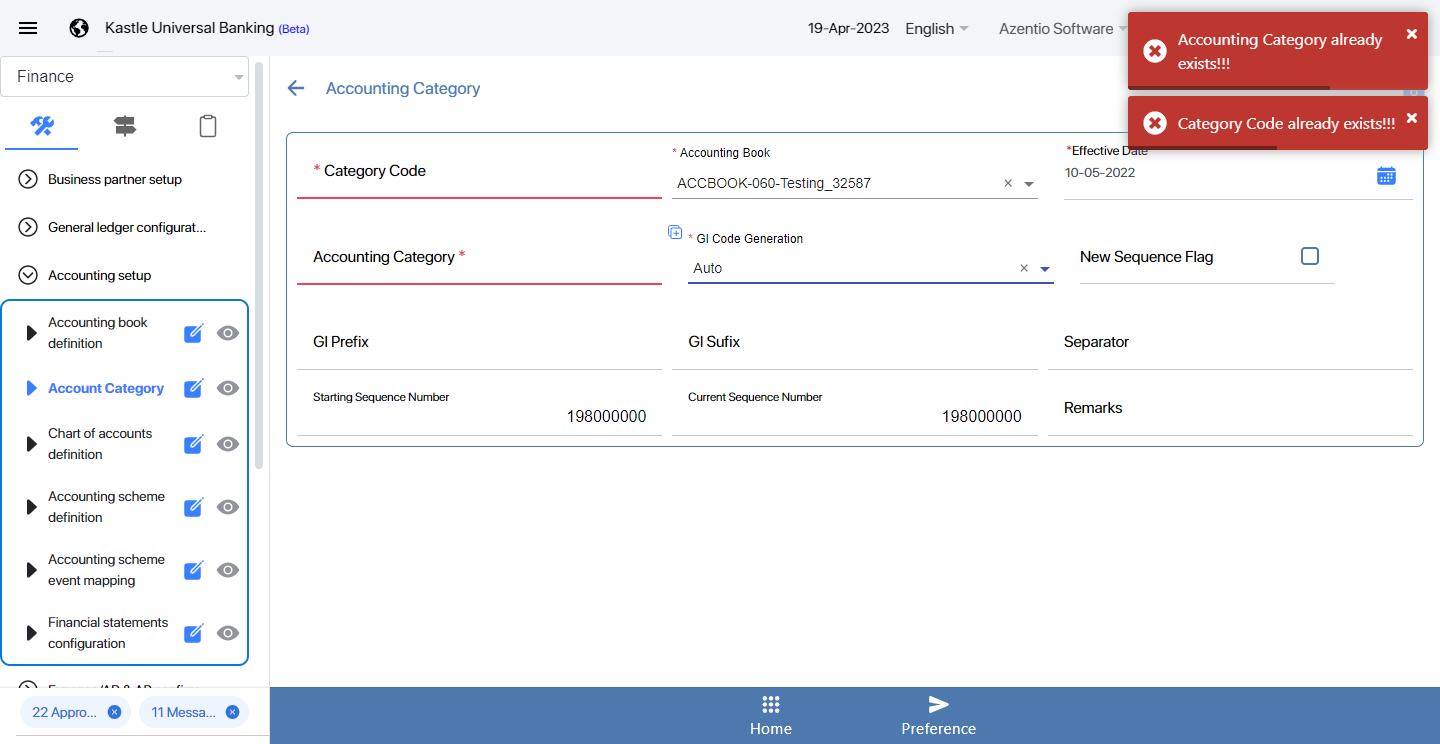 Kastle Universal Banking (Beta)
19-Apr-2023
English
Azentio Software
Accounting Category already
exists!!!
Category Code already exists!!!
Finance
Business partner setup
General ledger configurat...
Accounting setup
Accounting book
definition
Account Category
Chart of accounts
definition
Accounting scheme
definition
Accounting scheme
event mapping
Financial statements
configuration
22 Appro...
11 Messa...
Accounting Category
* Category Code
* Accounting Book
ACCBOOK-060-Testing_32587
*Effective Date
10-05-2022
Accounting Category *
* GI Code Generation
Auto
New Sequence Flag
GI Prefix
GI Sufix
Separator
Starting Sequence Number
198000000
Current Sequence Number
198000000
Remarks
Home
Preference